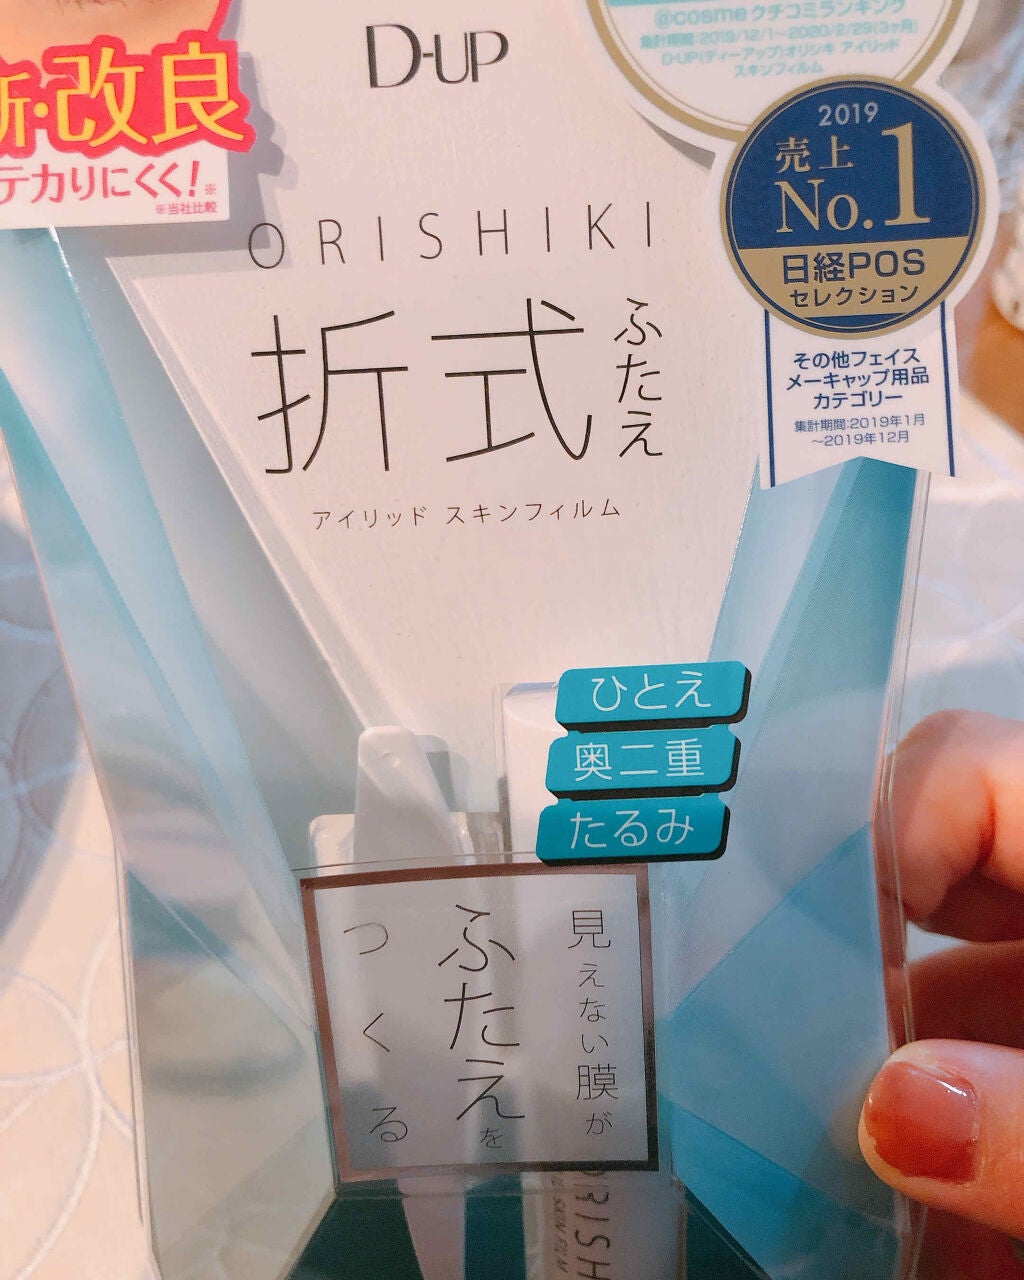 D-UP
新・改良
テカりにくく!※
※当社比較
@cosmeクチコミランキング
集計期間:2019/12/1〜2020/2/29(3ヶ月)
D-UP(ディーアップ)オリシキ アイリッド
スキンフィルム
2019
売上
No.1
日経POS
セレクション
その他フェイス
メーキャップ用品
カテゴリー
集計期間:2019年1月
〜2019年12月
ORISHIKI
折式
ふたえ
アイリッド スキンフィルム
ひとえ
奥二重
たるみ
見えない膜が
ふたえを
つくる
ORISH
SKIN FILM